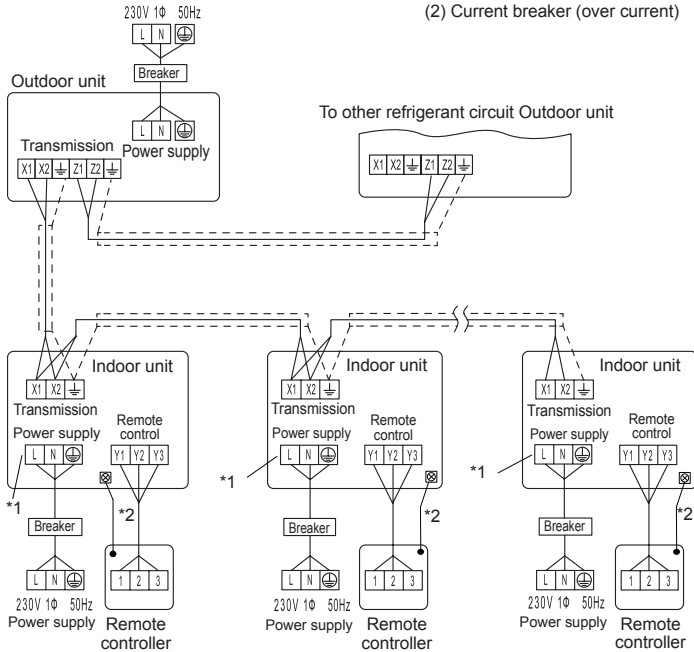 230V 1Φ 50Hz
(2) Current breaker (over current)
L N
Breaker
Outdoor unit
L N
Power supply
Transmission
X1 X2 Z1 Z2
To other refrigerant circuit Outdoor unit
X1 X2 Z1 Z2
Indoor unit
X1 X2
Transmission
Power supply
Remote
control
L N
Y1 Y2 Y3
*1
*2
Breaker
L N
1 2 3
230V 1Φ 50Hz
Power supply
Remote
controller
Indoor unit
X1 X2
Transmission
Power supply
Remote
control
L N
Y1 Y2 Y3
*1
*2
Breaker
L N
1 2 3
230V 1Φ 50Hz
Power supply
Remote
controller
Indoor unit
X1 X2
Transmission
Power supply
Remote
control
L N
Y1 Y2 Y3
*1
*2
Breaker
L N
1 2 3
230V 1Φ 50Hz
Power supply
Remote
controller